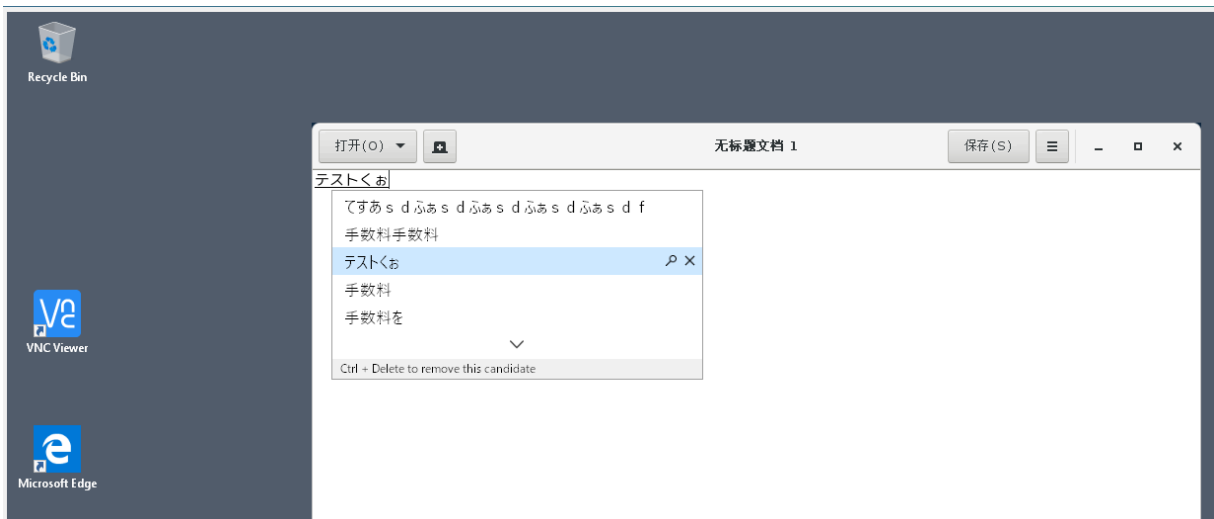 Recycle Bin
打开(O)
无标题文档 1
保存(S)
テストくぉ
てすあｓｄふぁｓｄふぁｓｄふぁｓｄふぁｓｄｆ
手数料手数料
テストくぉ
手数料
手数料を
Ctrl + Delete to remove this candidate
VNC Viewer
Microsoft Edge